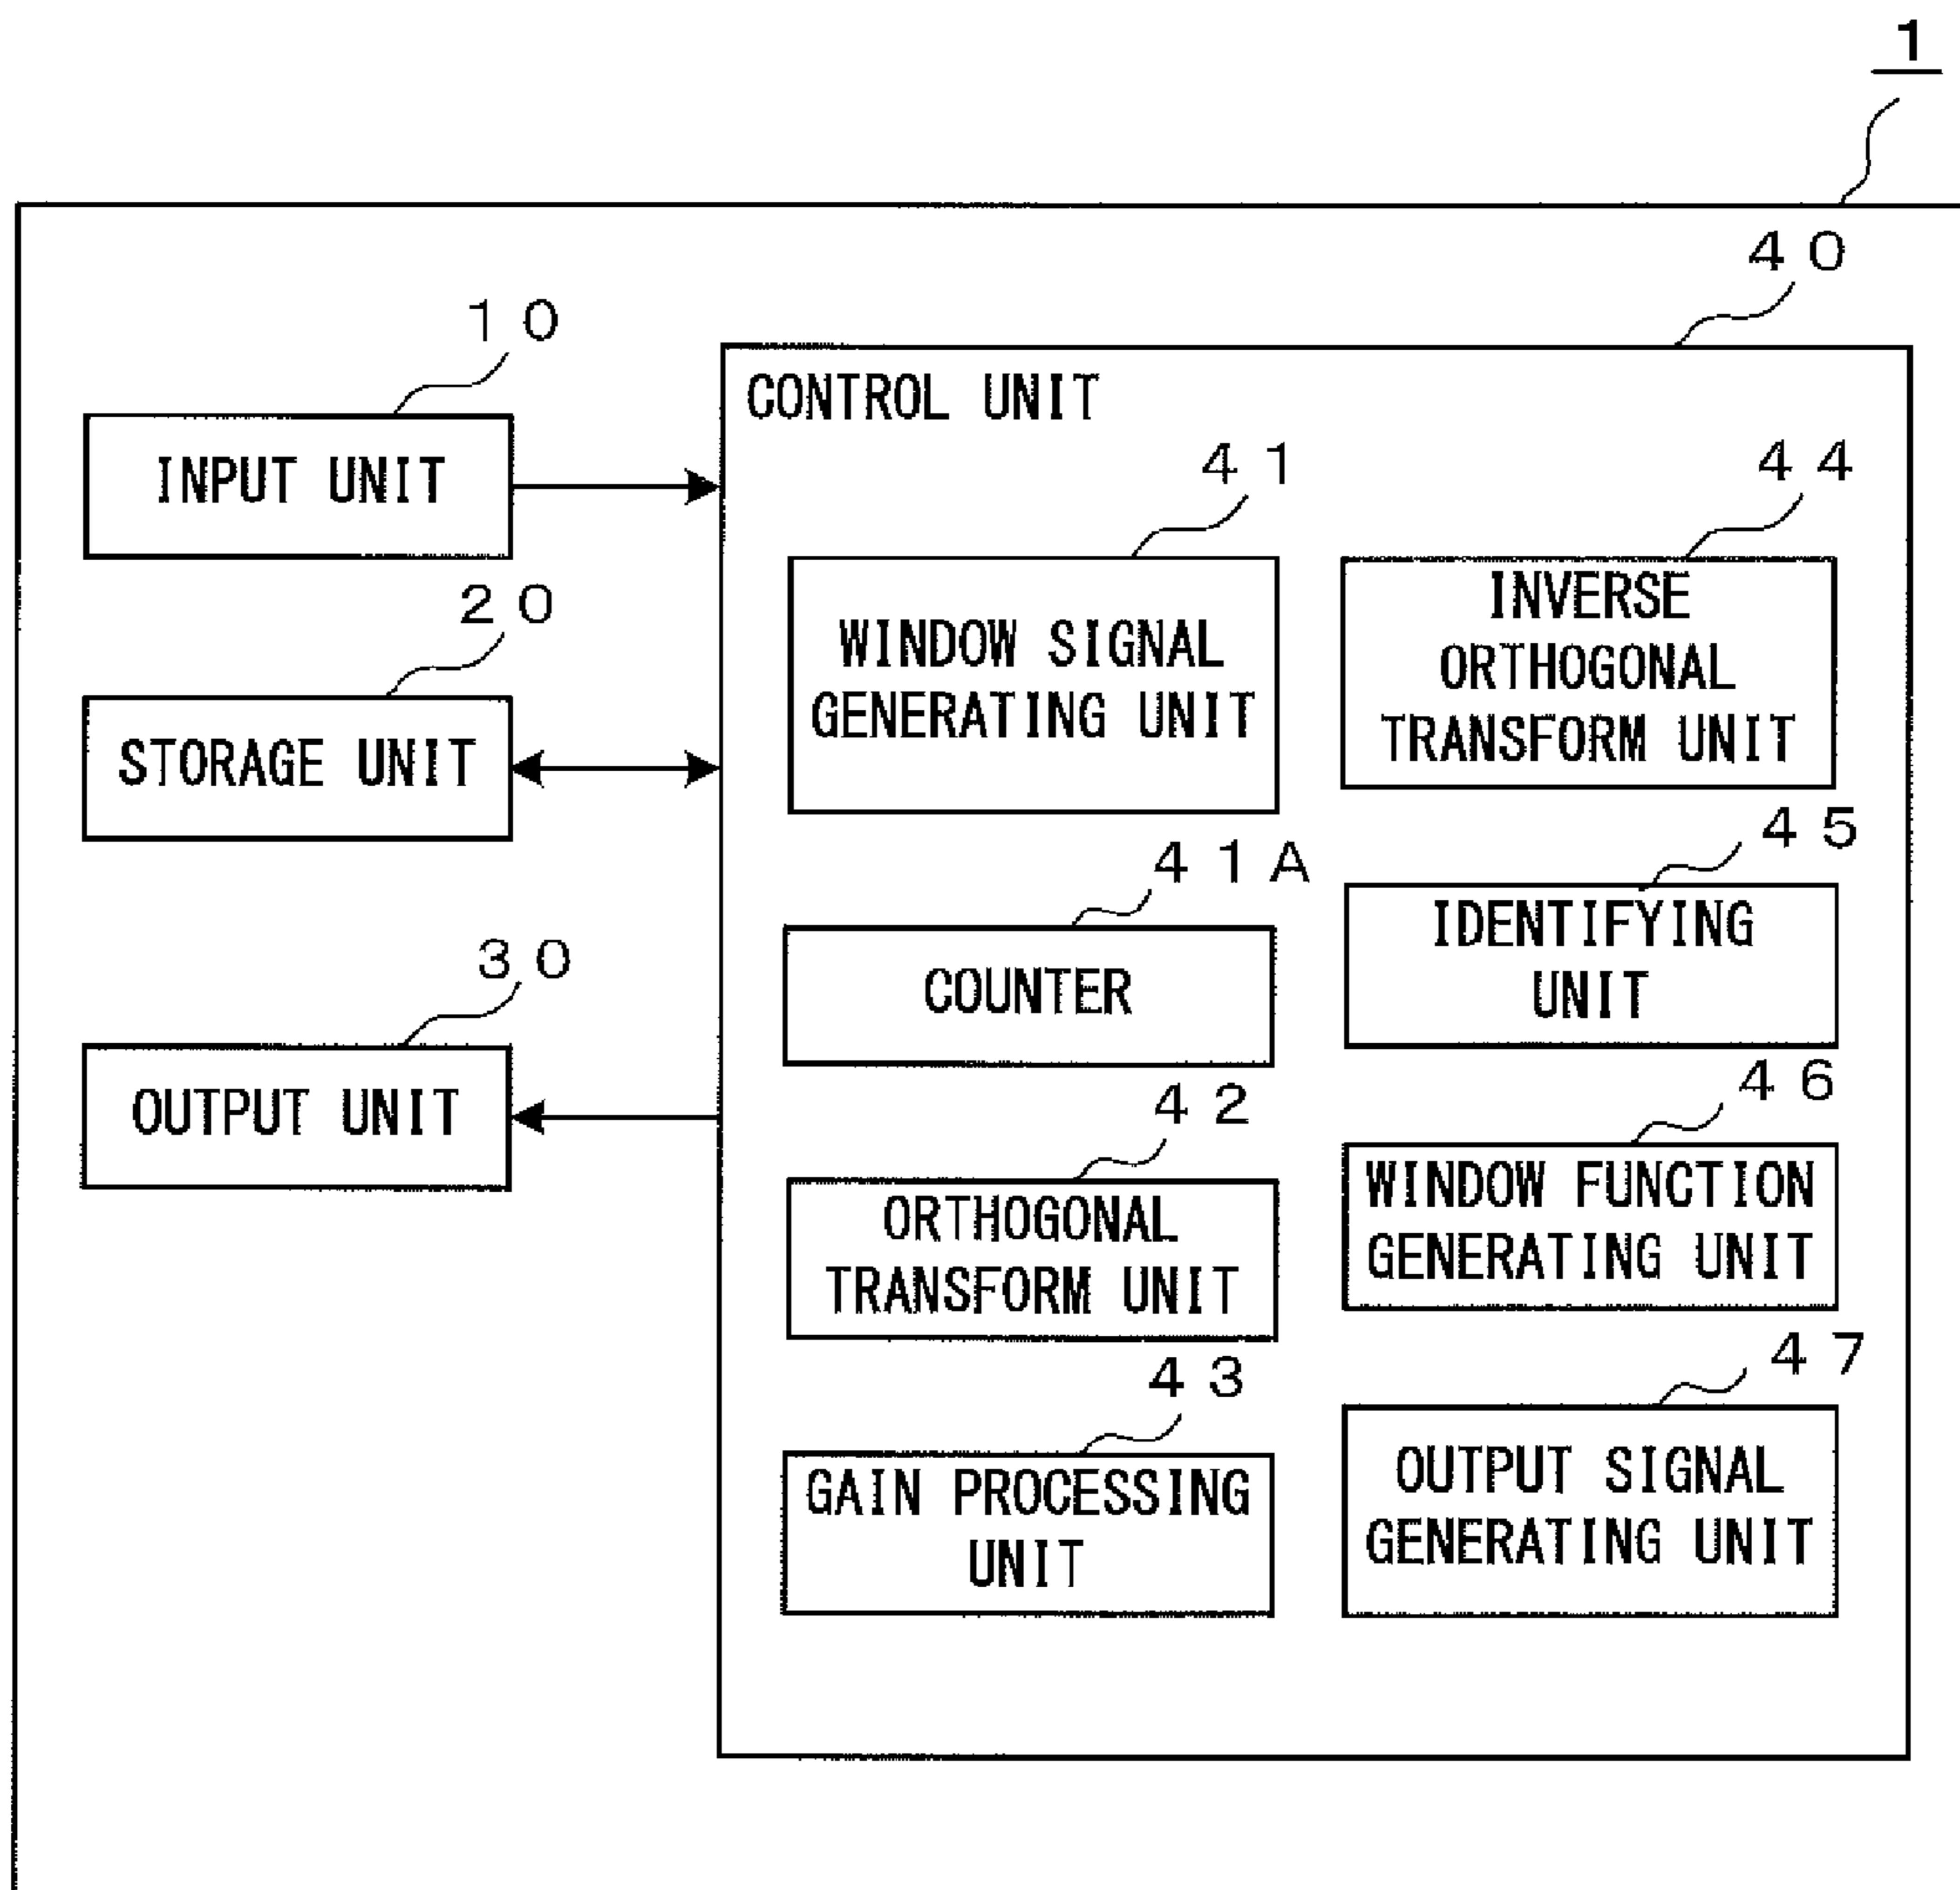 1
40
10
CONTROL UNIT
INPUT UNIT
41
44
WINDOW SIGNAL
GENERATING UNIT
INVERSE
ORTHOGONAL
TRANSFORM UNIT
20
STORAGE UNIT
41A
45
COUNTER
IDENTIFYING
UNIT
30
OUTPUT UNIT
42
46
ORTHOGONAL
TRANSFORM UNIT
WINDOW FUNCTION
GENERATING UNIT
43
47
GAIN PROCESSING
UNIT
OUTPUT SIGNAL
GENERATING UNIT